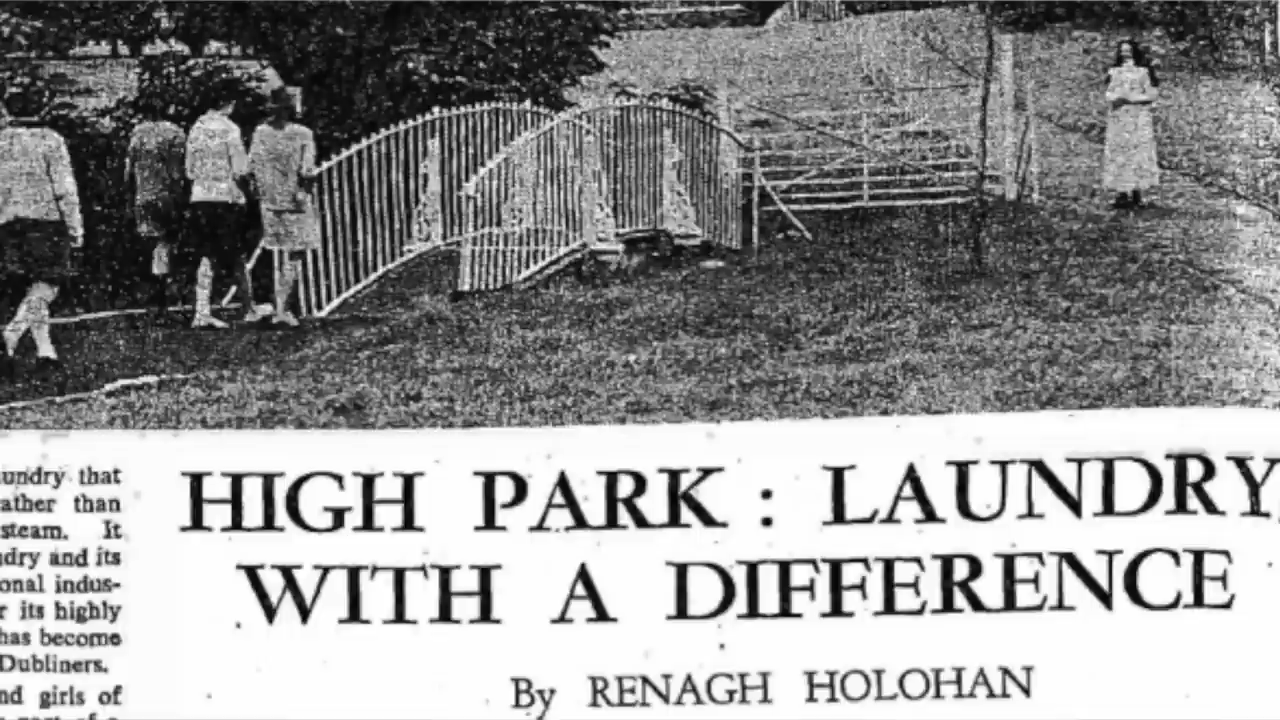 undry that
ather than
steam. It
dry and its
onal indus-
r its highly
has become
Dubliners.
nd girls of
HIGH PARK : LAUNDRY
WITH A DIFFERENCE
By RENAGH HOLOHAN